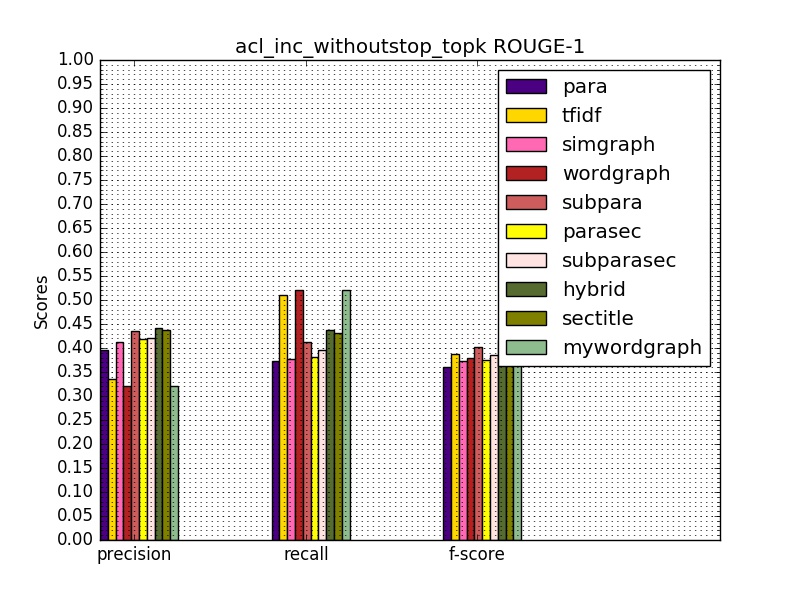 acl_inc_withoutstop_topk ROUGE-1
1.00
0.95
0.90
0.85
0.80
0.75
0.70
0.65
0.60
0.55
0.50
0.45
0.40
0.35
0.30
0.25
0.20
0.15
0.10
0.05
0.00
Scores
para
tfidf
simgraph
wordgraph
subpara
parasec
subparasec
hybrid
sectitle
mywordgraph
precision
recall
f-score